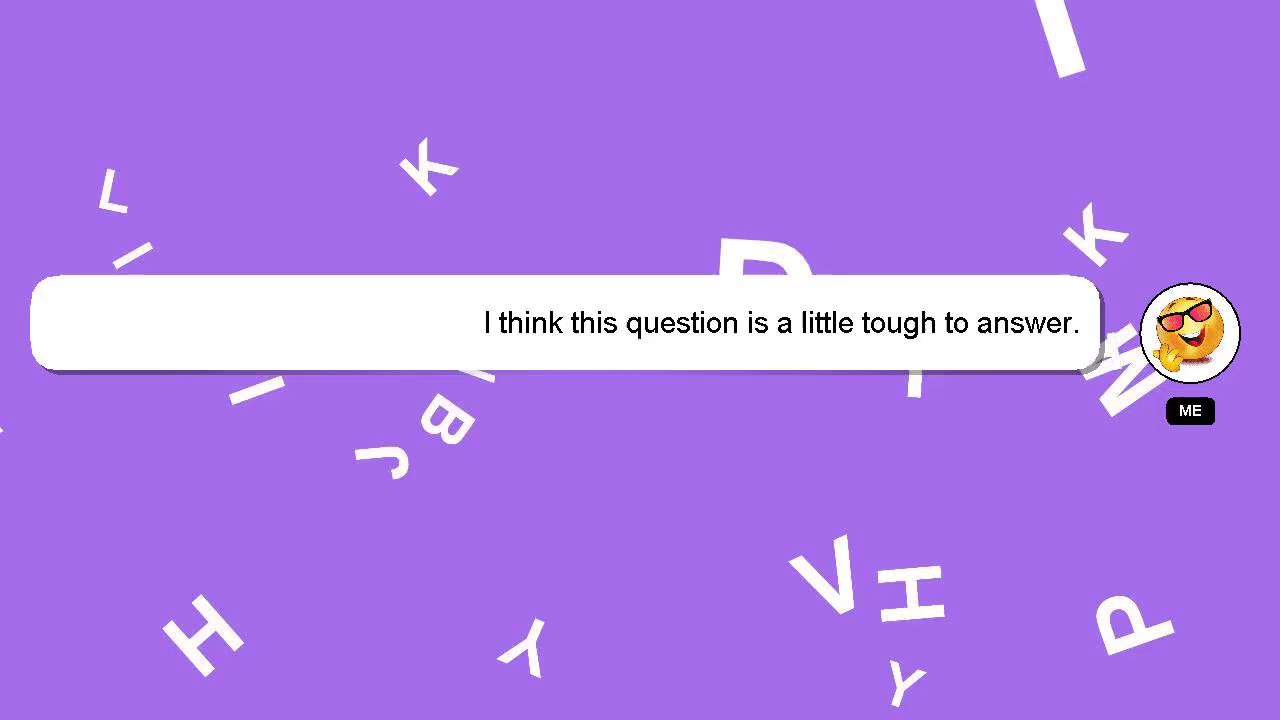 I
K
L
I
K
D
I think this question is a little tough to answer.
M
ME
I
B
J
V
H
H
Y
P
Y